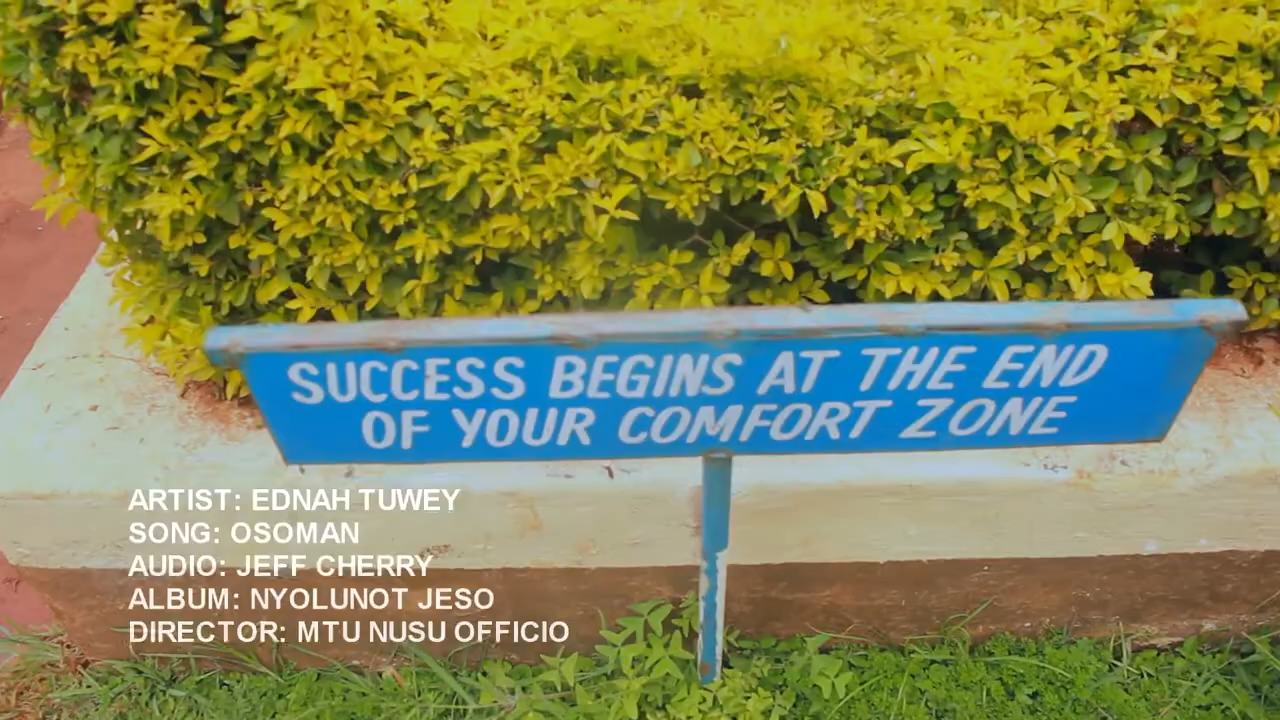 SUCCESS BEGINS AT THE END
OF YOUR COMFORT ZONE
ARTIST: EDNAH TUWEY
SONG: OSOMAN
AUDIO: JEFF CHERRY
ALBUM: NYOLUNOT JESO
DIRECTOR: MTU NUSU OFFICIO